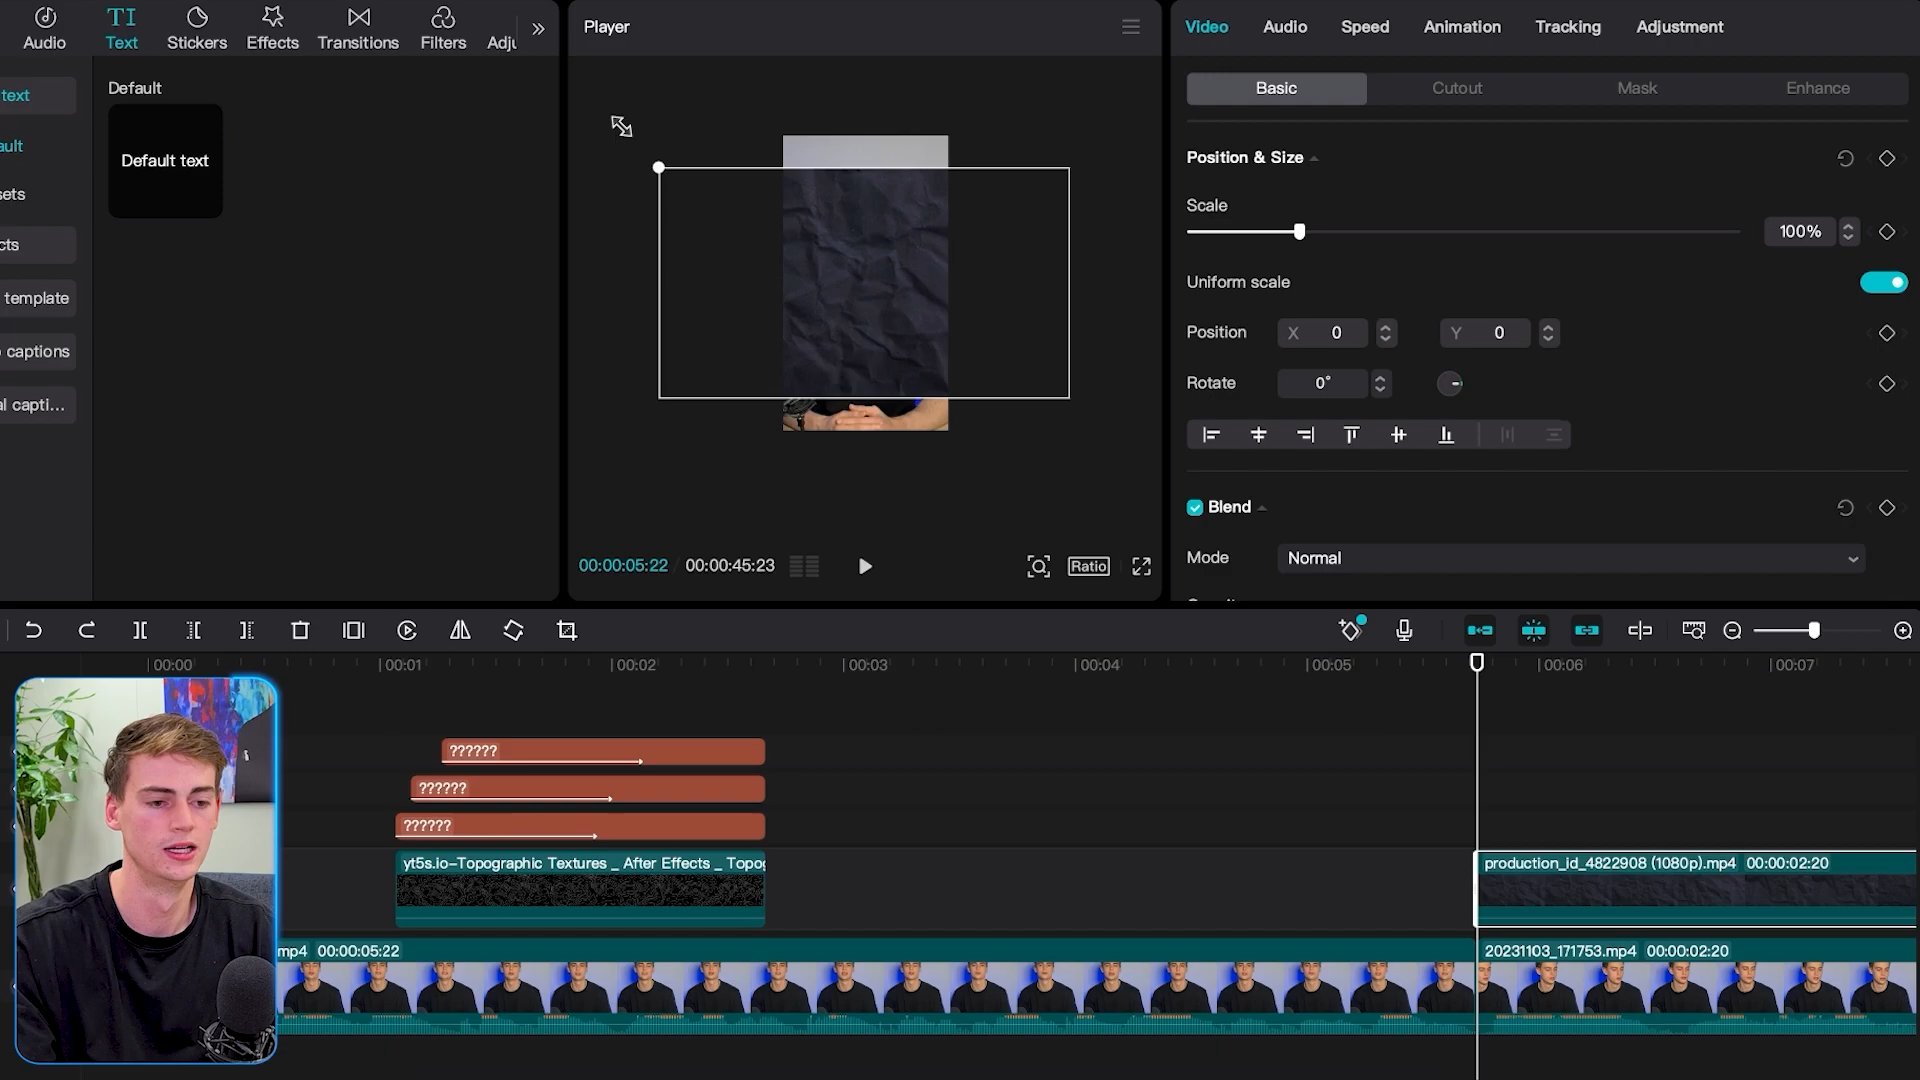 Audio
Text
Stickers
Effects
Transitions
Filters
Adju
text
Default
ault
Default text
sets
cts
template
captions
al capti...
Player
00:00:05:22 / 00:00:45:23
Ratio
Video
Audio
Speed
Animation
Tracking
Adjustment
Basic
Cutout
Mask
Enhance
Position & Size
Scale
100%
Uniform scale
Position
X 0
Y 0
Rotate
0°
Blend
Mode
Normal
00:00
00:01
00:02
00:03
00:04
00:05
00:06
00:07
??????
??????
??????
yt5s.io-Topographic Textures _ After Effects _ Topog
production_id_4822908 (1080p).mp4 00:00:02:20
mp4 00:00:05:22
20231103_171753.mp4 00:00:02:20